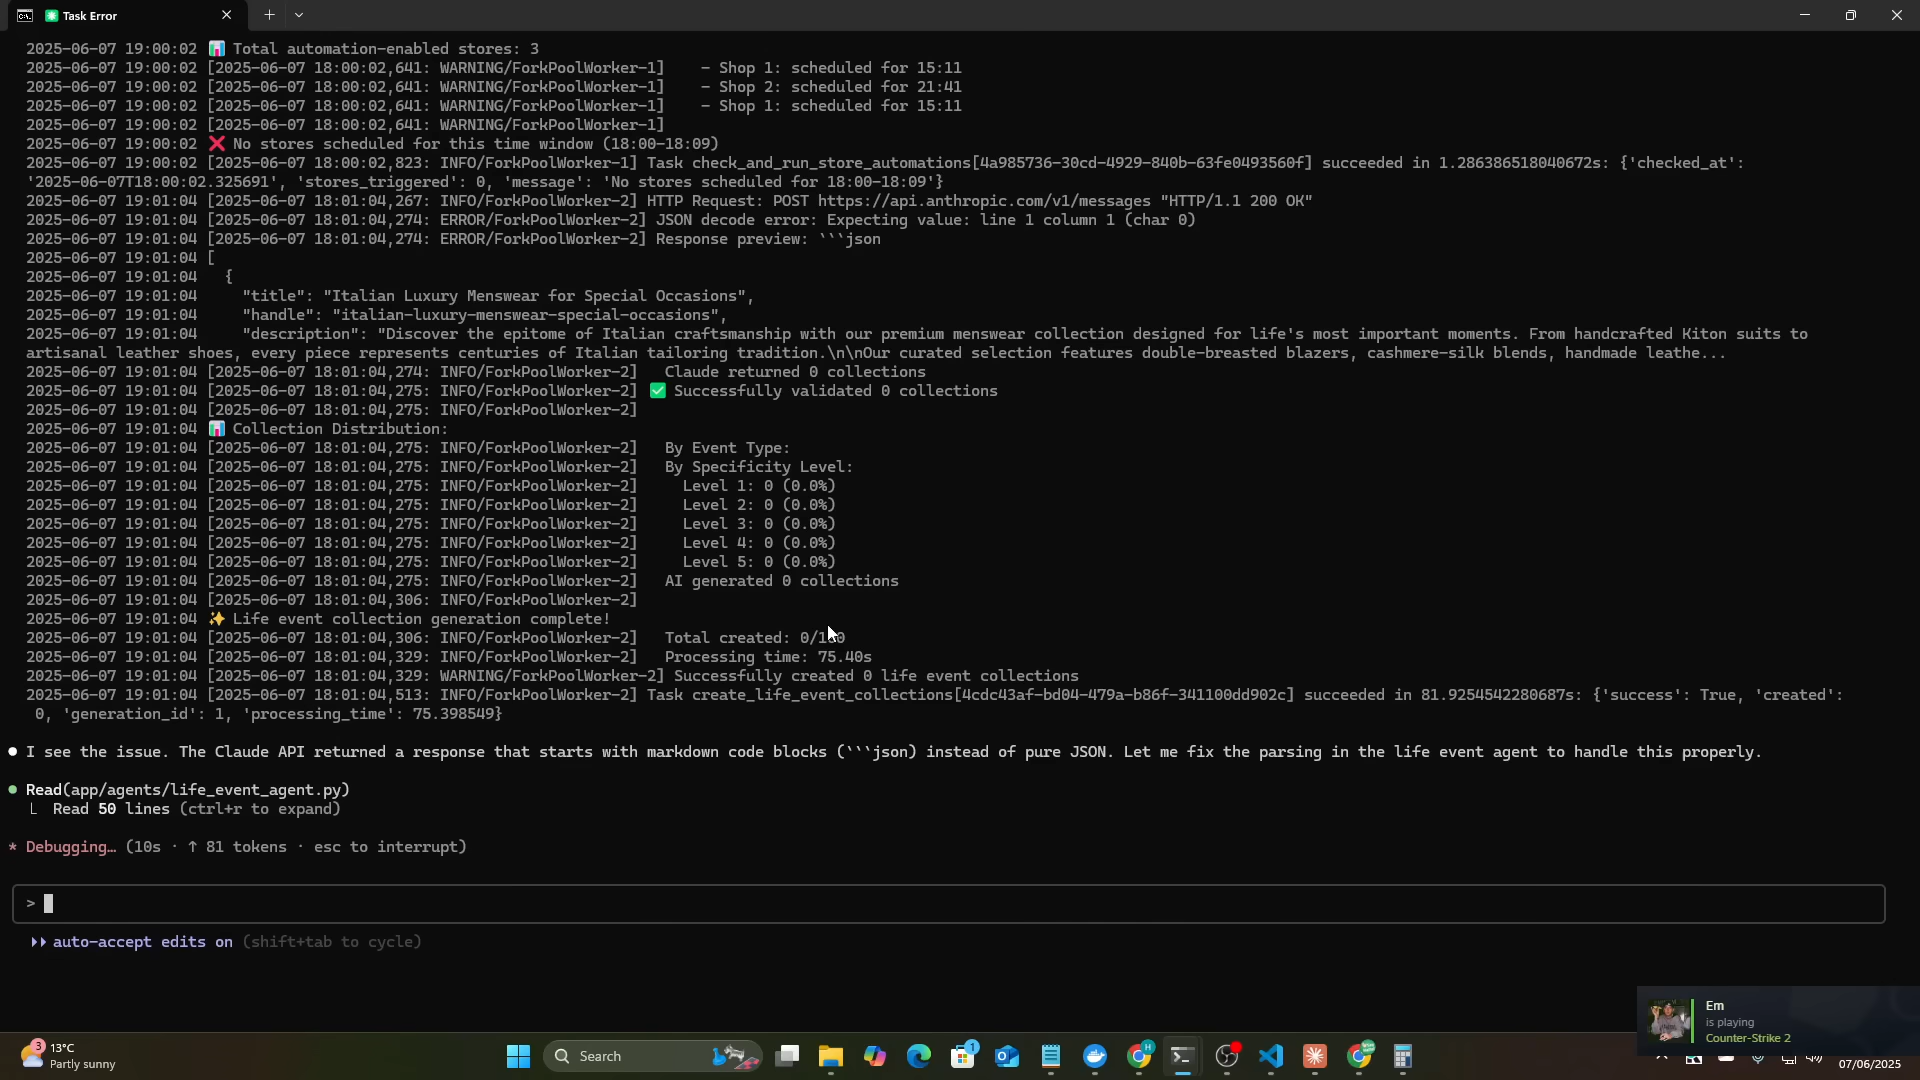 Task Error
2025-06-07 19:00:02 📊 Total automation-enabled stores: 3
2025-06-07 19:00:02 [2025-06-07 18:00:02,641: WARNING/ForkPoolWorker-1]    - Shop 1: scheduled for 15:11
2025-06-07 19:00:02 [2025-06-07 18:00:02,641: WARNING/ForkPoolWorker-1]    - Shop 2: scheduled for 21:41
2025-06-07 19:00:02 [2025-06-07 18:00:02,641: WARNING/ForkPoolWorker-1]    - Shop 1: scheduled for 15:11
2025-06-07 19:00:02 [2025-06-07 18:00:02,641: WARNING/ForkPoolWorker-1]
2025-06-07 19:00:02 ❌ No stores scheduled for this time window (18:00-18:09)
2025-06-07 19:00:02 [2025-06-07 18:00:02,823: INFO/ForkPoolWorker-1] Task check_and_run_store_automations[4a985736-30cd-4929-840b-63fe0493560f] succeeded in 1.286386518040672s: {'checked_at':
'2025-06-07T18:00:02.325691', 'stores_triggered': 0, 'message': 'No stores scheduled for 18:00-18:09'}
2025-06-07 19:01:04 [2025-06-07 18:01:04,267: INFO/ForkPoolWorker-2] HTTP Request: POST https://api.anthropic.com/v1/messages "HTTP/1.1 200 OK"
2025-06-07 19:01:04 [2025-06-07 18:01:04,274: ERROR/ForkPoolWorker-2] JSON decode error: Expecting value: line 1 column 1 (char 0)
2025-06-07 19:01:04 [2025-06-07 18:01:04,274: ERROR/ForkPoolWorker-2] Response preview: ```json
2025-06-07 19:01:04 [
2025-06-07 19:01:04   {
2025-06-07 19:01:04     "title": "Italian Luxury Menswear for Special Occasions",
2025-06-07 19:01:04     "handle": "italian-luxury-menswear-special-occasions",
2025-06-07 19:01:04     "description": "Discover the epitome of Italian craftsmanship with our premium menswear collection designed for life's most important moments. From handcrafted Kiton suits to
artisanal leather shoes, every piece represents centuries of Italian tailoring tradition.\n\nOur curated selection features double-breasted blazers, cashmere-silk blends, handmade leathe...
2025-06-07 19:01:04 [2025-06-07 18:01:04,274: INFO/ForkPoolWorker-2]   Claude returned 0 collections
2025-06-07 19:01:04 [2025-06-07 18:01:04,275: INFO/ForkPoolWorker-2] ✅ Successfully validated 0 collections
2025-06-07 19:01:04 [2025-06-07 18:01:04,275: INFO/ForkPoolWorker-2]
2025-06-07 19:01:04 📊 Collection Distribution:
2025-06-07 19:01:04 [2025-06-07 18:01:04,275: INFO/ForkPoolWorker-2]   By Event Type:
2025-06-07 19:01:04 [2025-06-07 18:01:04,275: INFO/ForkPoolWorker-2]   By Specificity Level:
2025-06-07 19:01:04 [2025-06-07 18:01:04,275: INFO/ForkPoolWorker-2]     Level 1: 0 (0.0%)
2025-06-07 19:01:04 [2025-06-07 18:01:04,275: INFO/ForkPoolWorker-2]     Level 2: 0 (0.0%)
2025-06-07 19:01:04 [2025-06-07 18:01:04,275: INFO/ForkPoolWorker-2]     Level 3: 0 (0.0%)
2025-06-07 19:01:04 [2025-06-07 18:01:04,275: INFO/ForkPoolWorker-2]     Level 4: 0 (0.0%)
2025-06-07 19:01:04 [2025-06-07 18:01:04,275: INFO/ForkPoolWorker-2]     Level 5: 0 (0.0%)
2025-06-07 19:01:04 [2025-06-07 18:01:04,275: INFO/ForkPoolWorker-2]   AI generated 0 collections
2025-06-07 19:01:04 [2025-06-07 18:01:04,306: INFO/ForkPoolWorker-2]
2025-06-07 19:01:04 ✨ Life event collection generation complete!
2025-06-07 19:01:04 [2025-06-07 18:01:04,306: INFO/ForkPoolWorker-2]   Total created:
2025-06-07 19:01:04 [2025-06-07 18:01:04,329: INFO/ForkPoolWorker-2]   Processing time: 75.40s
2025-06-07 19:01:04 [2025-06-07 18:01:04,329: WARNING/ForkPoolWorker-2] Successfully created 0 life event collections
2025-06-07 19:01:04 [2025-06-07 18:01:04,513: INFO/ForkPoolWorker-2] Task create_life_event_collections[4cdc43af-bd04-479a-b86f-341100dd902c] succeeded in 81.9254542280687s: {'success': True, 'created':
0, 'generation_id': 1, 'processing_time': 75.398549}
● I see the issue. The Claude API returned a response that starts with markdown code blocks (```json) instead of pure JSON. Let me fix the parsing in the life event agent to handle this properly.
● Read(app/agents/life_event_agent.py)
└ Read 50 lines (ctrl+r to expand)
* Debugging… (10s · ↑ 81 tokens · esc to interrupt)
>
⏵⏵ auto-accept edits on (shift+tab to cycle)
Em
is playing
Counter-Strike 2
3
13°C
Partly sunny
Search
1
H
07/06/2025